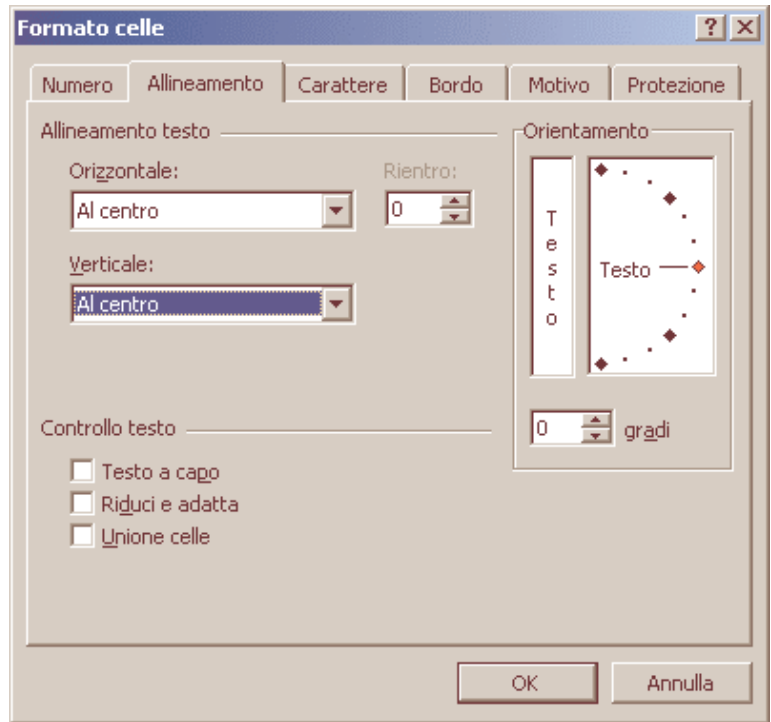 Formato celle
Numero Allineamento Carattere Bordo Motivo Protezione
Allineamento testo
Orizzontale:
Rientro:
Al centro
0
Verticale:
Al centro
Orientamento
Testo
Testo
0 gradi
Controllo testo
Testo a capo
Riduci e adatta
Unione celle
OK
Annulla